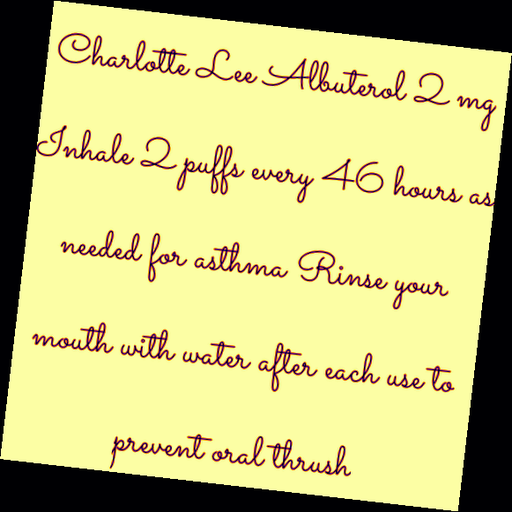 Charlotte Lee Albuterol 2 mg
Inhale 2 puffs every 46 hours as
needed for asthma Rinse your
mouth with water after each use to
prevent oral thrush